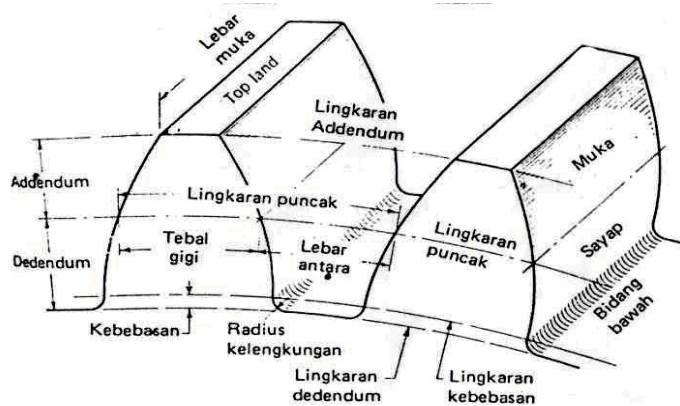 Lebar
muka
Top land
Lingkaran
Addendum
Addendum
Lingkaran puncak
Muka
Dedendum
Tebal
gigi
Lebar
antara
Lingkaran
puncak
Sayap
Bidang
bawah
Kebebasan
Radius
kelengkungan
Lingkaran
dedendum
Lingkaran
kebebasan